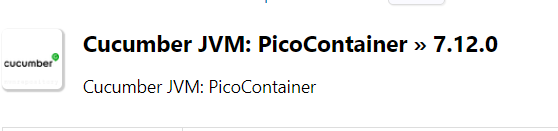 cucumber
Cucumber JVM: PicoContainer » 7.12.0
Cucumber JVM: PicoContainer